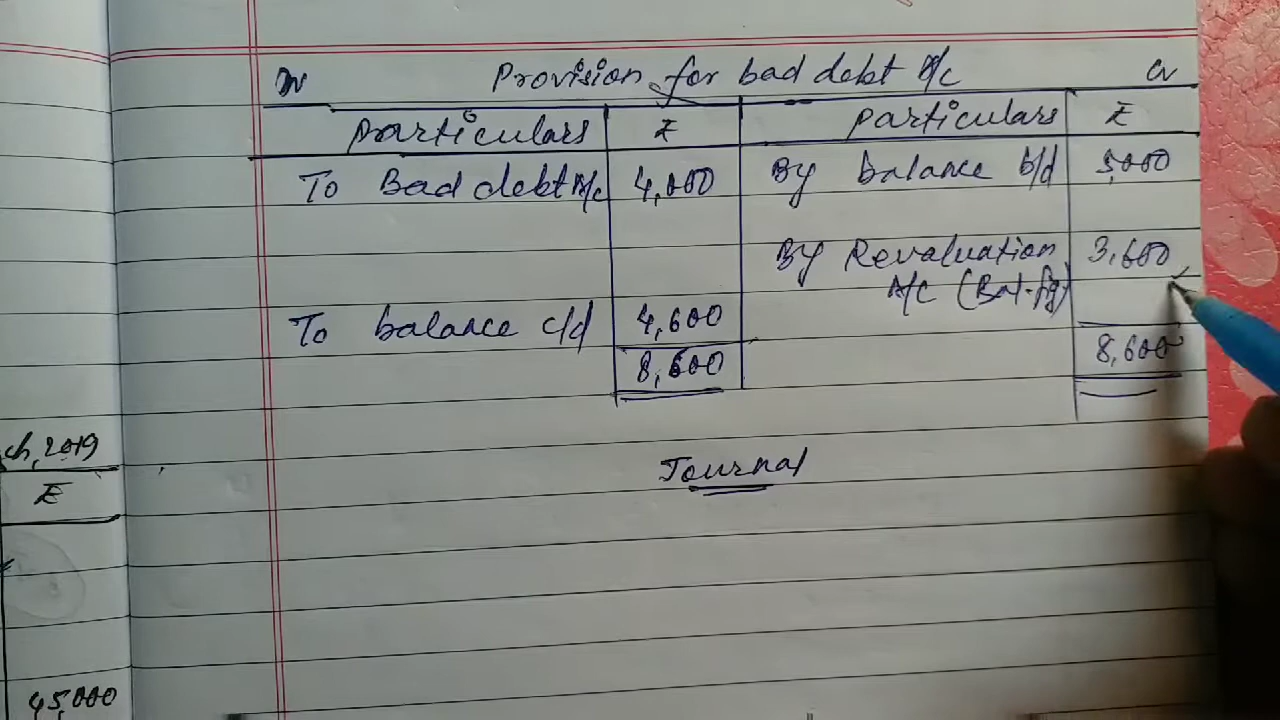 Dr Provision for bad debt A/c Cr
Particulars ₹ Particulars ₹
To Bad debt A/c 4,000 By balance b/d 5,000
By Revaluation 3,600
A/C (Bal. fig)
To balance c/d 4,600
8,600 8,600
ch, 2019
₹
Journal
45,000